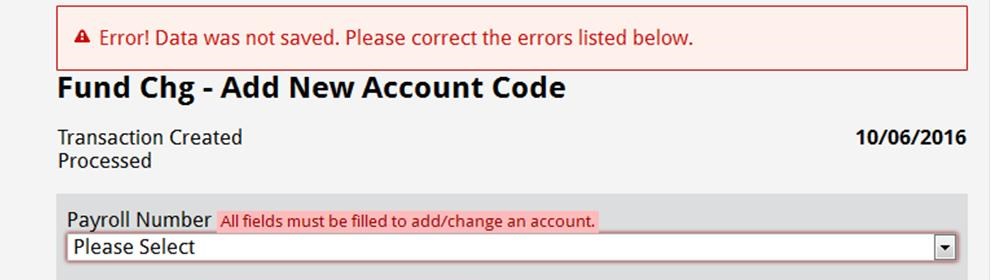 Error! Data was not saved. Please correct the errors listed below.
Fund Chg - Add New Account Code
Transaction Created 10/06/2016
Processed
Payroll Number All fields must be filled to add/change an account.
Please Select